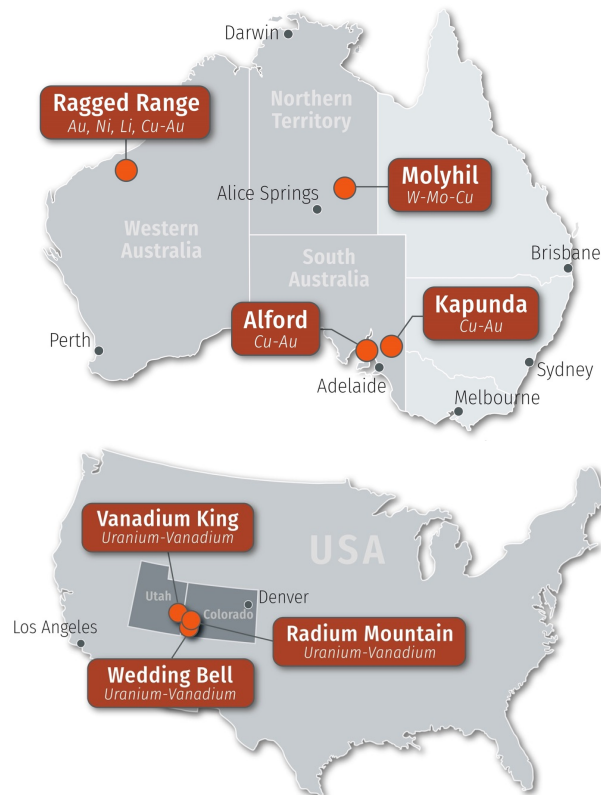 Darwin
Ragged Range
Au, Ni, Li, Cu-Au
Northern
Territory
Molyhil
W-Mo-Cu
Alice Springs
Western
Australia
South
Australia
Brisbane
Alford
Cu-Au
Kapunda
Cu-Au
Perth
Sydney
Adelaide
Melbourne
Vanadium King
Uranium-Vanadium
USA
Utah
Colorado
Denver
Los Angeles
Radium Mountain
Uranium-Vanadium
Wedding Bell
Uranium-Vanadium